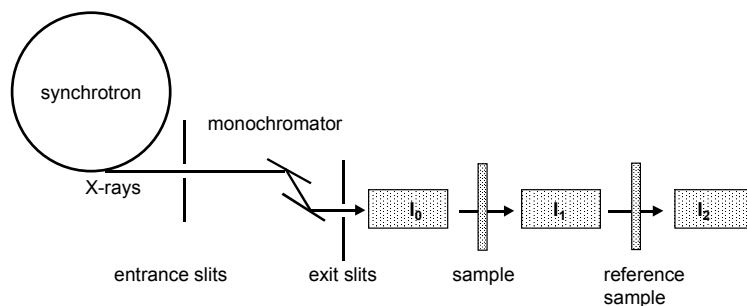 synchrotron
monochromator
X-rays
I₀
I₁
I₂
entrance slits
exit slits
sample
reference
sample